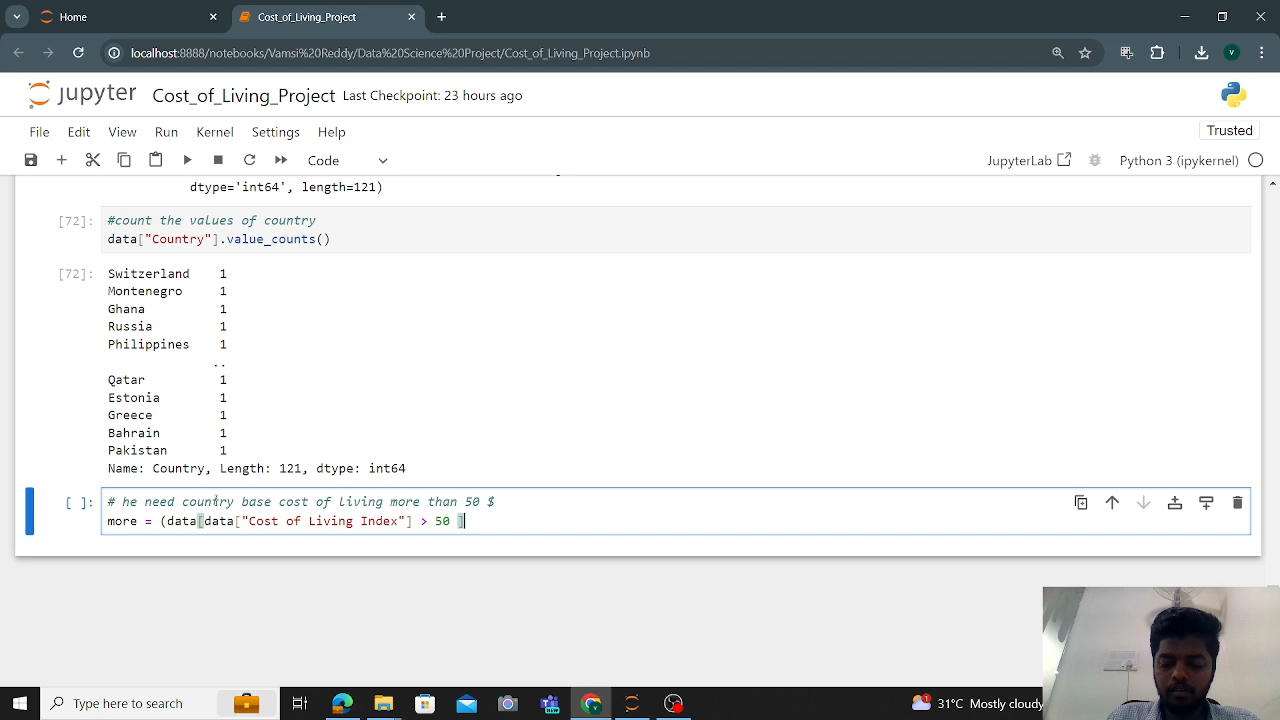 Home
Cost_of_Living_Project
localhost:8888/notebooks/Vamsi%20Reddy/Data%20Science%20Project/Cost_of_Living_Project.ipynb
V
jupyter Cost_of_Living_Project Last Checkpoint: 23 hours ago
File Edit View Run Kernel Settings Help
Trusted
Code
JupyterLab
Python 3 (ipykernel)
dtype='int64', length=121)
[72]: #count the values of country
data["Country"].value_counts()
[72]: Switzerland 1
Montenegro 1
Ghana 1
Russia 1
Philippines 1
..
Qatar 1
Estonia 1
Greece 1
Bahrain 1
Pakistan 1
Name: Country, Length: 121, dtype: int64
[ ]: # he need country base cost of living more than 50 $
more = (data[data["Cost of Living Index"] > 50 ]
Type here to search
31°C Mostly cloudy